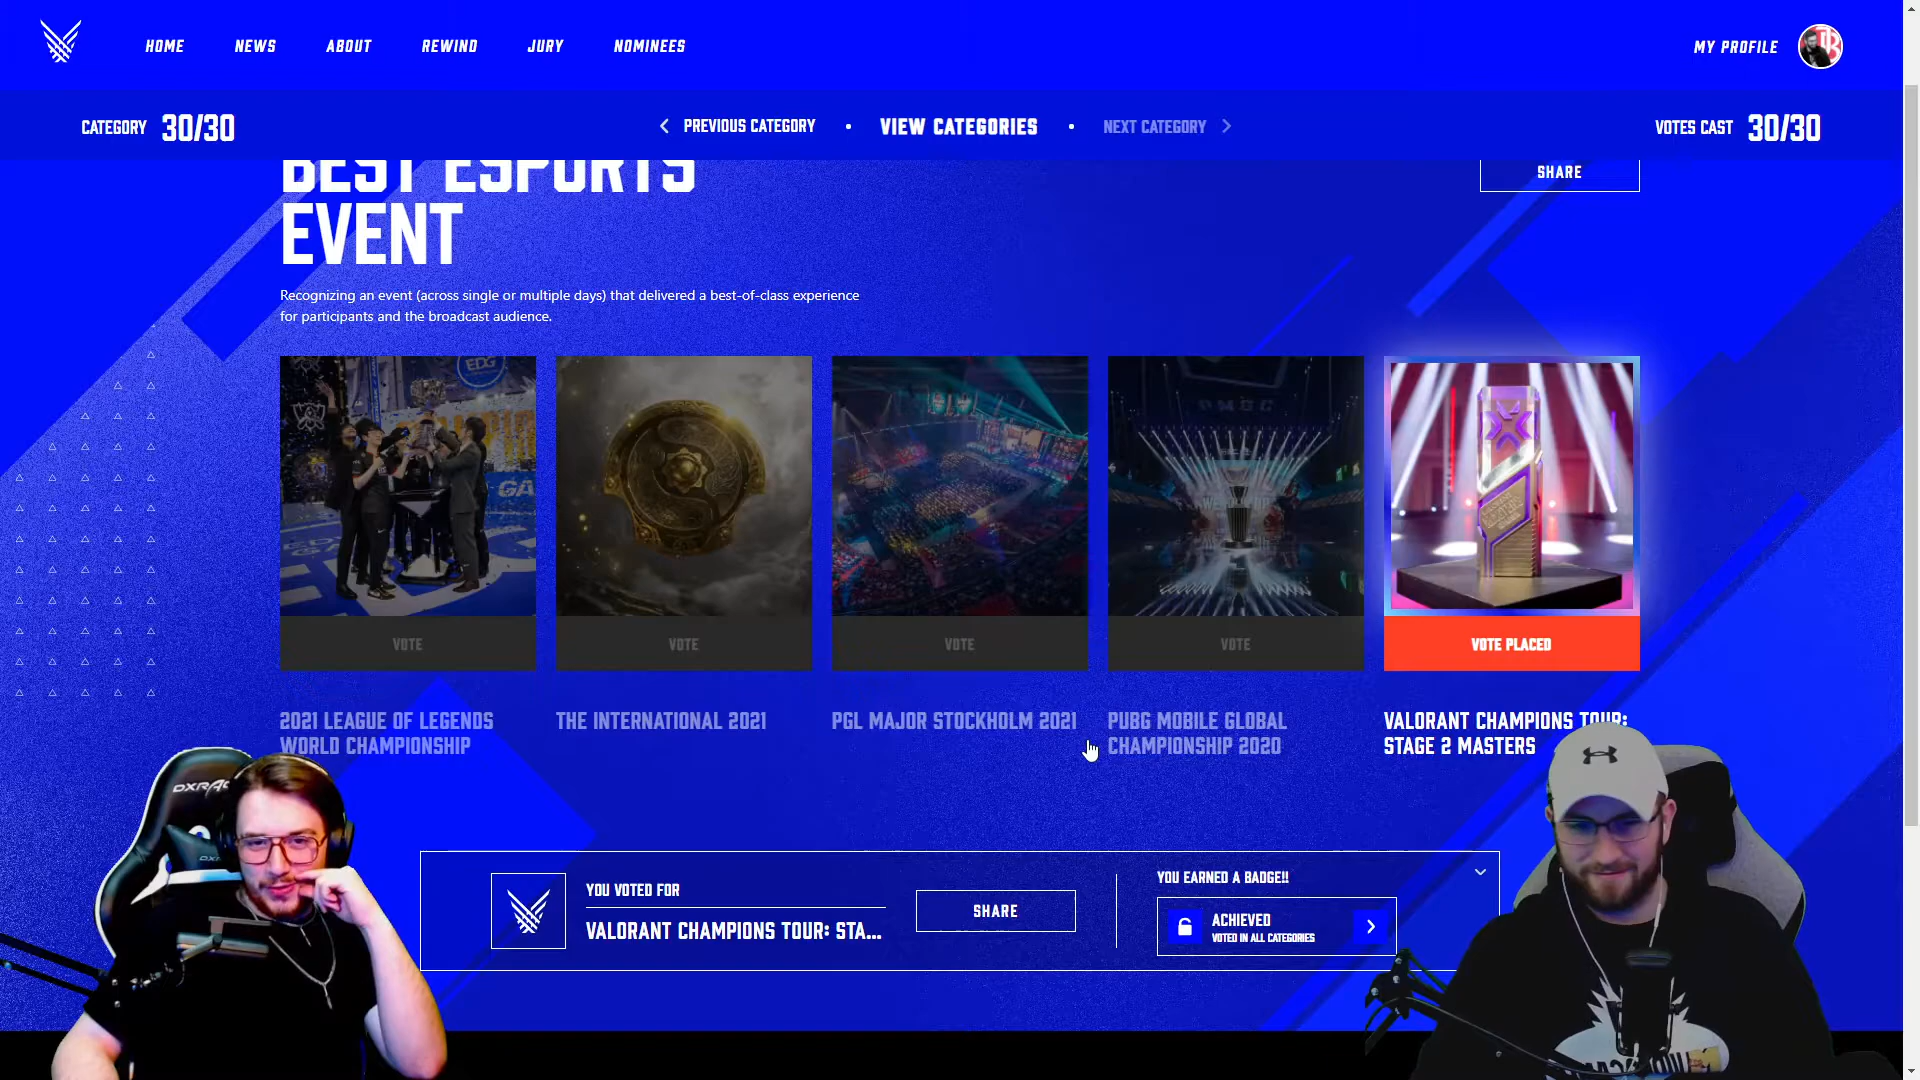 HOME
NEWS
ABOUT
REWIND
JURY
NOMINEES
MY PROFILE
CATEGORY 30/30
PREVIOUS CATEGORY
VIEW CATEGORIES
NEXT CATEGORY
VOTES CAST 30/30
BEST ESPORTS
EVENT
SHARE
Recognizing an event (across single or multiple days) that delivered a best-of-class experience
for participants and the broadcast audience.
EDG
VOTE
VOTE
VOTE
VOTE
VOTE PLACED
2021 LEAGUE OF LEGENDS
WORLD CHAMPIONSHIP
THE INTERNATIONAL 2021
PGL MAJOR STOCKHOLM 2021
PUBG MOBILE GLOBAL
CHAMPIONSHIP 2020
VALORANT CHAMPIONS TOUR:
STAGE 2 MASTERS
YOU VOTED FOR
VALORANT CHAMPIONS TOUR: STA...
SHARE
YOU EARNED A BADGE!!
ACHIEVED
VOTED IN ALL CATEGORIES